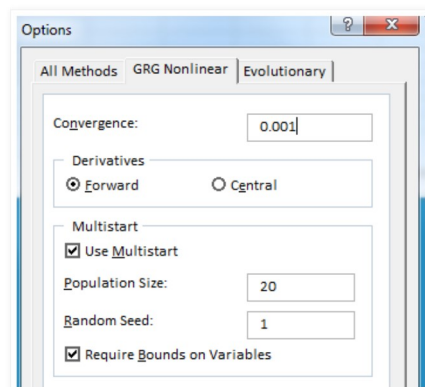 Options
All Methods GRG Nonlinear Evolutionary
Convergence: 0.001
Derivatives
Forward Central
Multistart
Use Multistart
Population Size: 20
Random Seed: 1
Require Bounds on Variables